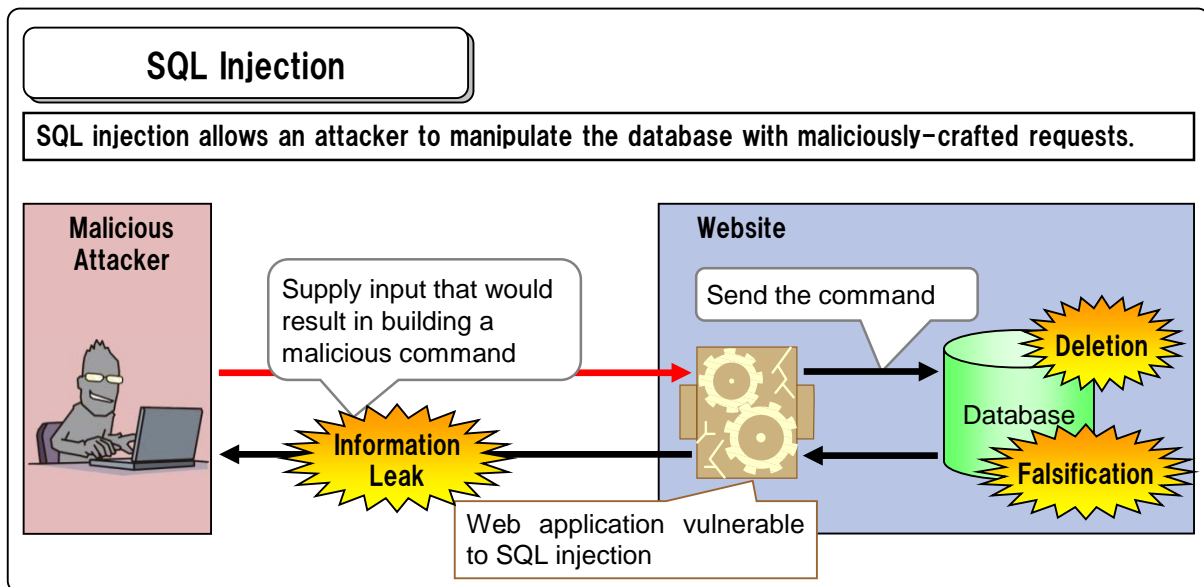 SQL Injection
SQL injection allows an attacker to manipulate the database with maliciously-crafted requests.
Malicious
Attacker
Website
Supply input that would
result in building a
malicious command
Send the command
Deletion
Database
Information
Leak
Falsification
Web application vulnerable
to SQL injection